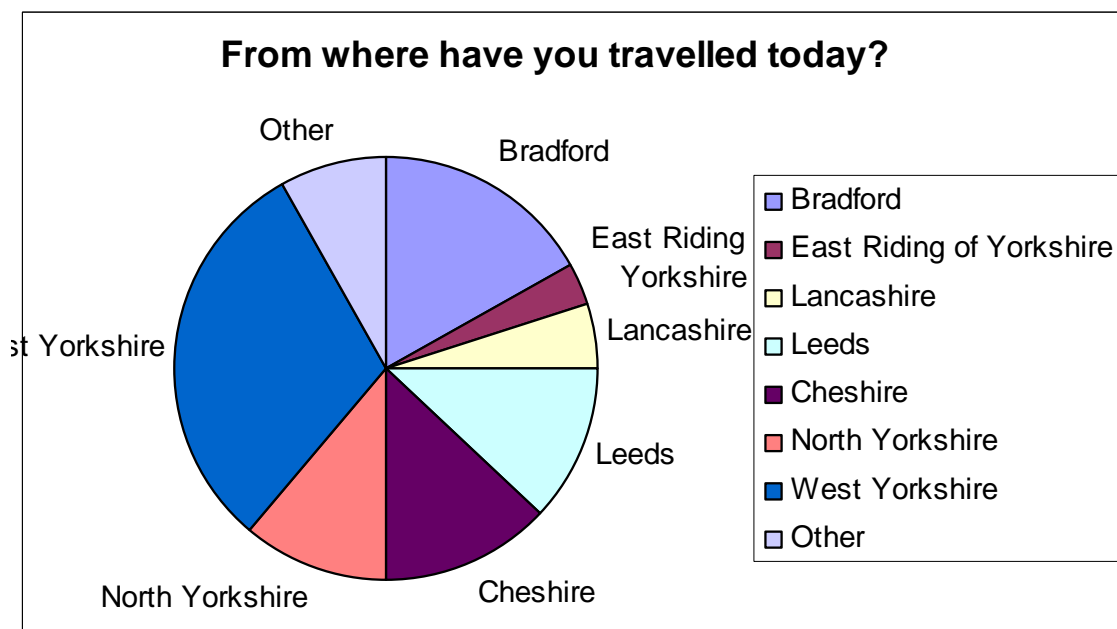 From where have you travelled today?
Other
Bradford
East Riding
Yorkshire
Lancashire
st Yorkshire
Leeds
North Yorkshire
Cheshire
Bradford
East Riding of Yorkshire
Lancashire
Leeds
Cheshire
North Yorkshire
West Yorkshire
Other